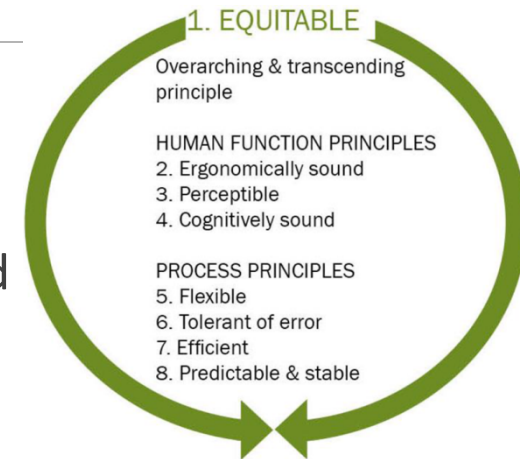 1. EQUITABLE
Overarching & transcending
principle
HUMAN FUNCTION PRINCIPLES
2. Ergonomically sound
3. Perceptible
4. Cognitively sound
PROCESS PRINCIPLES
5. Flexible
6. Tolerant of error
7. Efficient
8. Predictable & stable